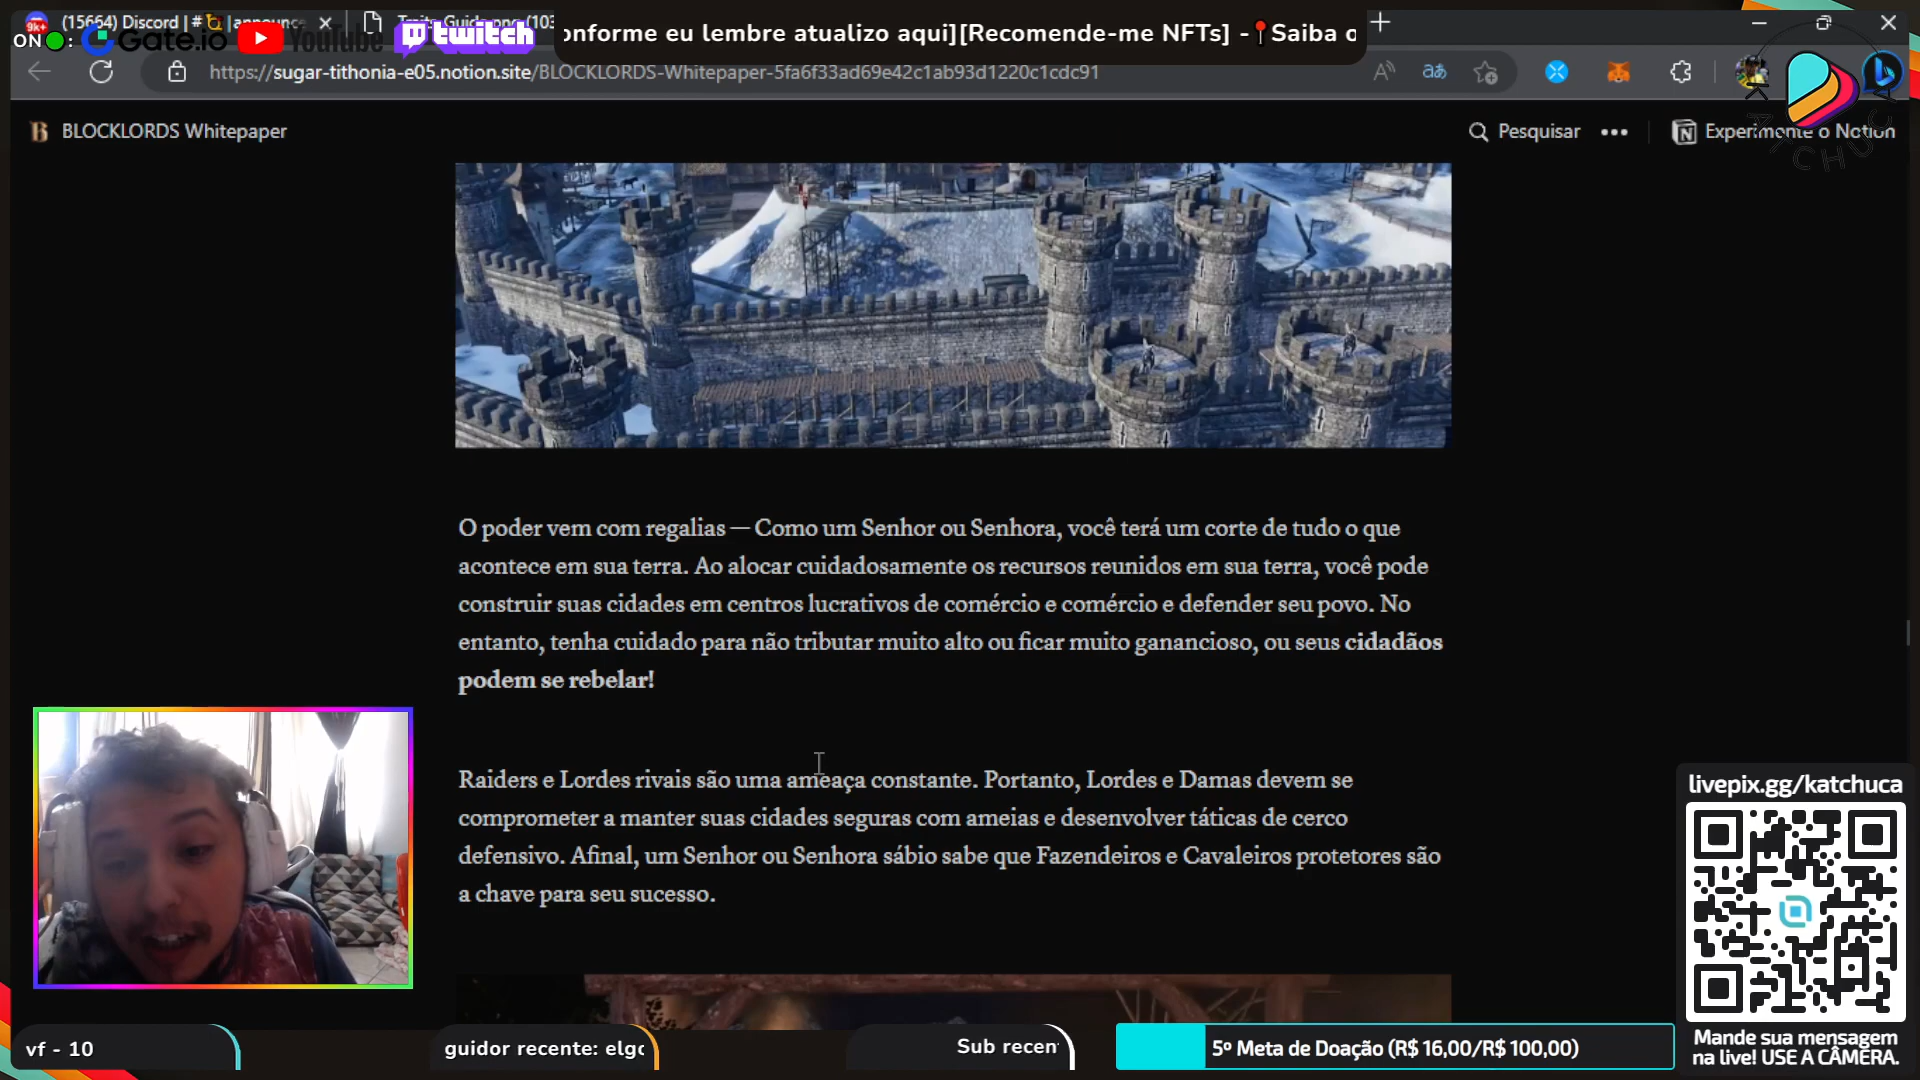 (15664) Discord | #
ON :
Gate.io
YouTube
twitch
onforme eu lembre atualizo aqui][Recomende-me NFTs] - Saiba o
https://sugar-tithonia-e05.notion.site/BLOCKLORDS-Whitepaper-5fa6f33ad69e42c1ab93d1220c1cdc91
BLOCKLORDS Whitepaper
Pesquisar
Experimente o Notion
O poder vem com regalias — Como um Senhor ou Senhora, você terá um corte de tudo o que
acontece em sua terra. Ao alocar cuidadosamente os recursos reunidos em sua terra, você pode
construir suas cidades em centros lucrativos de comércio e comércio e defender seu povo. No
entanto, tenha cuidado para não tributar muito alto ou ficar muito ganancioso, ou seus cidadãos
podem se rebelar!
Raiders e Lordes rivais são uma ameaça constante. Portanto, Lordes e Damas devem se
comprometer a manter suas cidades seguras com ameias e desenvolver táticas de cerco
defensivo. Afinal, um Senhor ou Senhora sábio sabe que Fazendeiros e Cavaleiros protetores são
a chave para seu sucesso.
livepix.gg/katchuca
Mande sua mensagem
na live! USE A CÂMERA.
vf - 10
guidor recente: elgo
Sub recen
5º Meta de Doação (R$ 16,00/R$ 100,00)